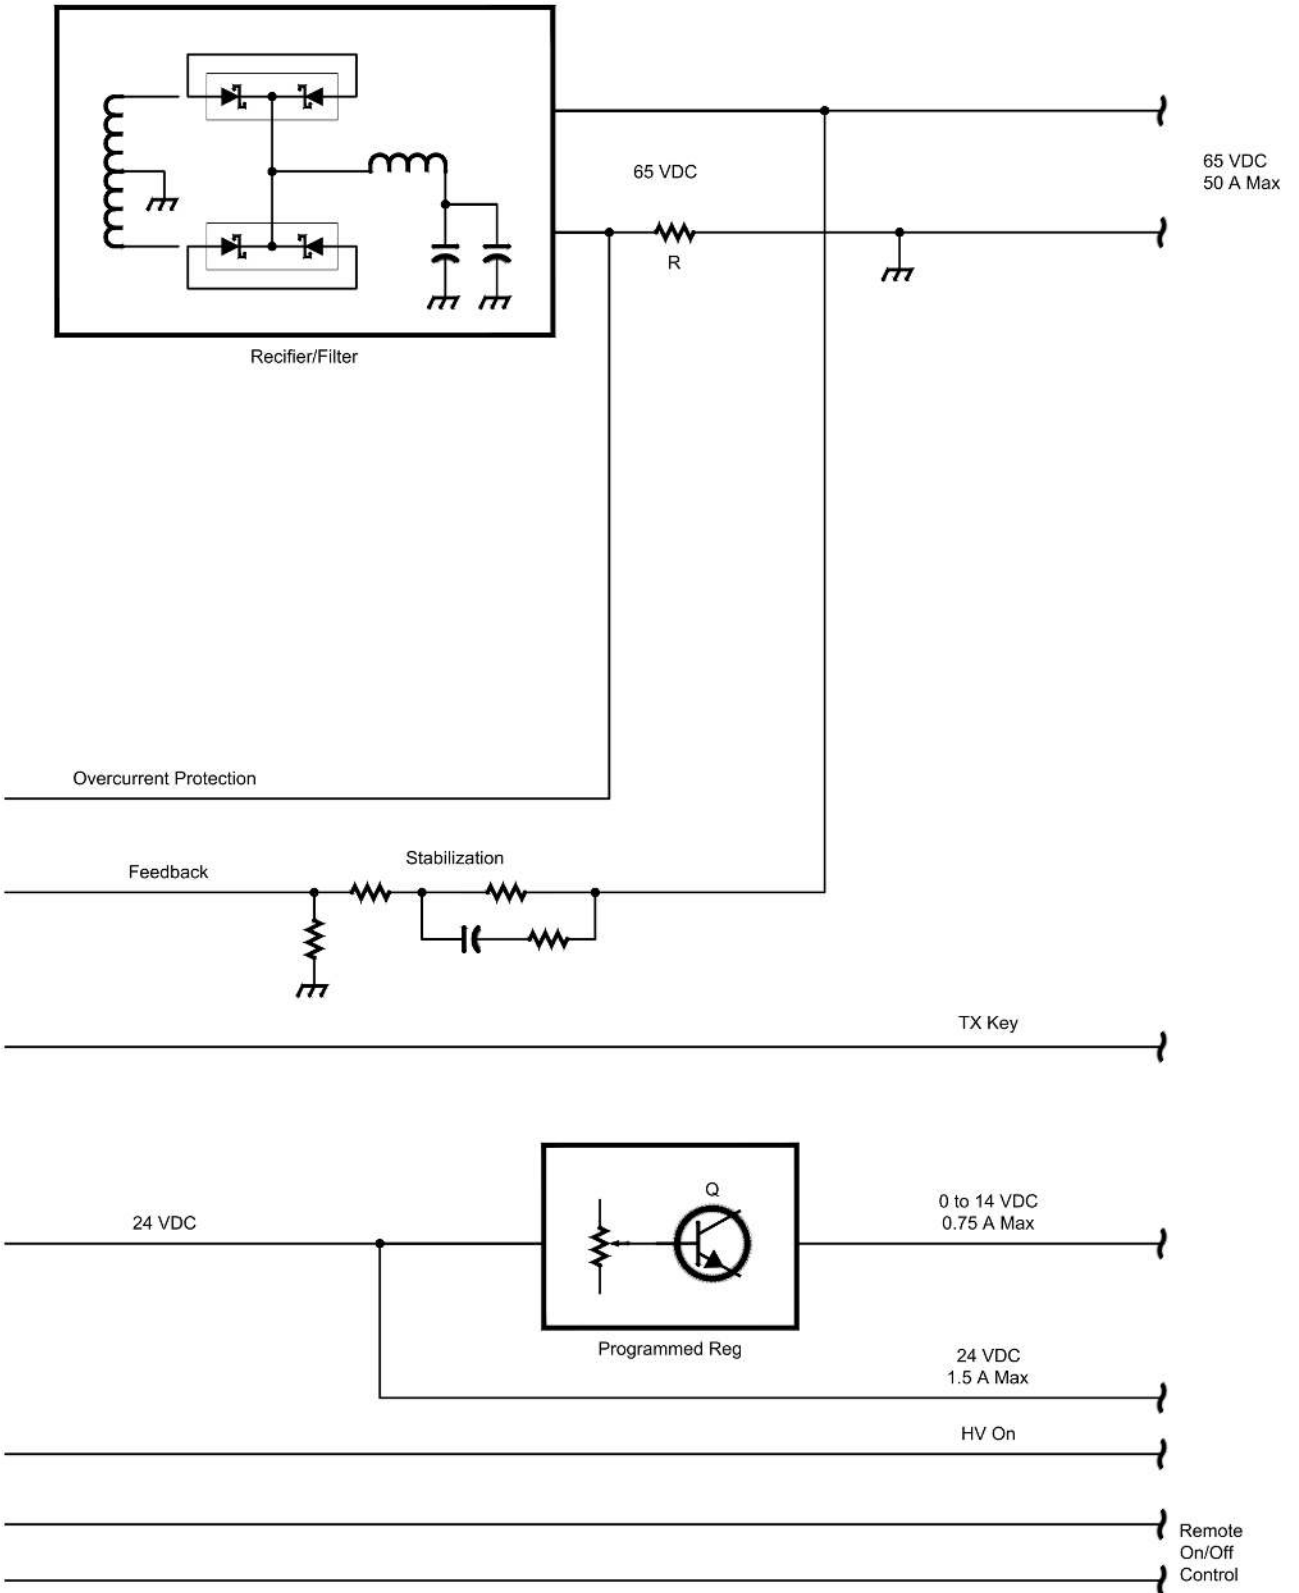 65 VDC
65 VDC
50 A Max
R
Recifier/Filter
Overcurrent Protection
Stabilization
Feedback
TX Key
Q
0 to 14 VDC
0.75 A Max
24 VDC
Programmed Reg
24 VDC
1.5 A Max
HV On
Remote
On/Off
Control